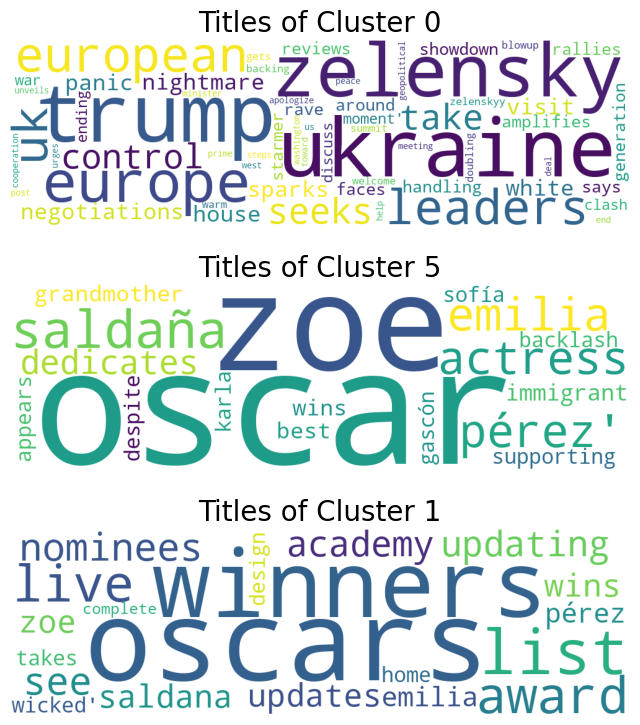 Titles of Cluster 0
european gets backing reviews zelensky showdown blowup rallies
war unveils panic nightmare minister geopolitical
uk trump ending apologize peace around moment' rave take zelenskyy visit amplifies generation
cooperation urges control starmer washington toward us summit discuss meeting doubling deal ukraine
europe prime steps west sparks welcome faces handling white says
post negotiations warm house seeks help leaders clash end
Titles of Cluster 5
grandmother zoe sofía emilia
saldaña backlash
dedicates actress
appears despite oscar karla wins best gascón immigrant
pérez'
supporting
Titles of Cluster 1
nominees design academy updating
live winners wins
zoe complete oscars list pérez
takes see home
wicked' saldana updates emilia award